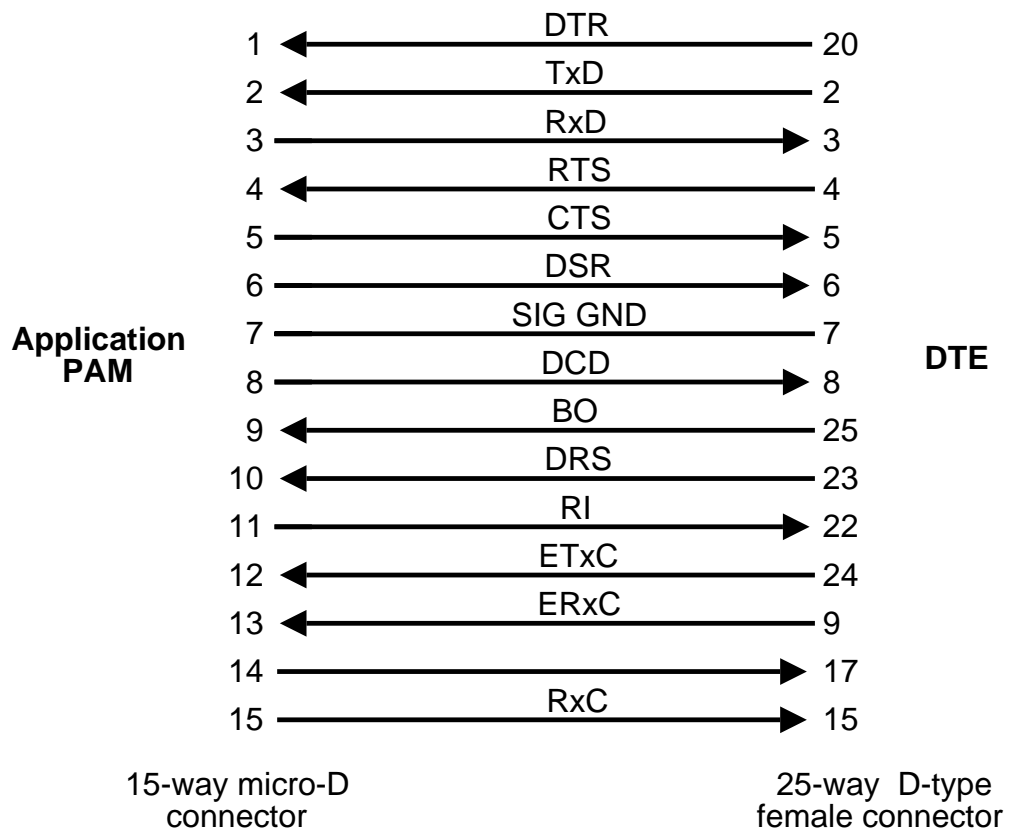 DTR
1 20
TxD
2 2
RxD
3 3
RTS
4 4
CTS
5 5
DSR
6 6
SIG GND
7 7
Application
PAM
DTE
DCD
8 8
BO
9 25
DRS
10 23
RI
11 22
ETxC
12 24
ERxC
13 9
14 17
RxC
15 15
15-way micro-D
connector
25-way D-type
female connector